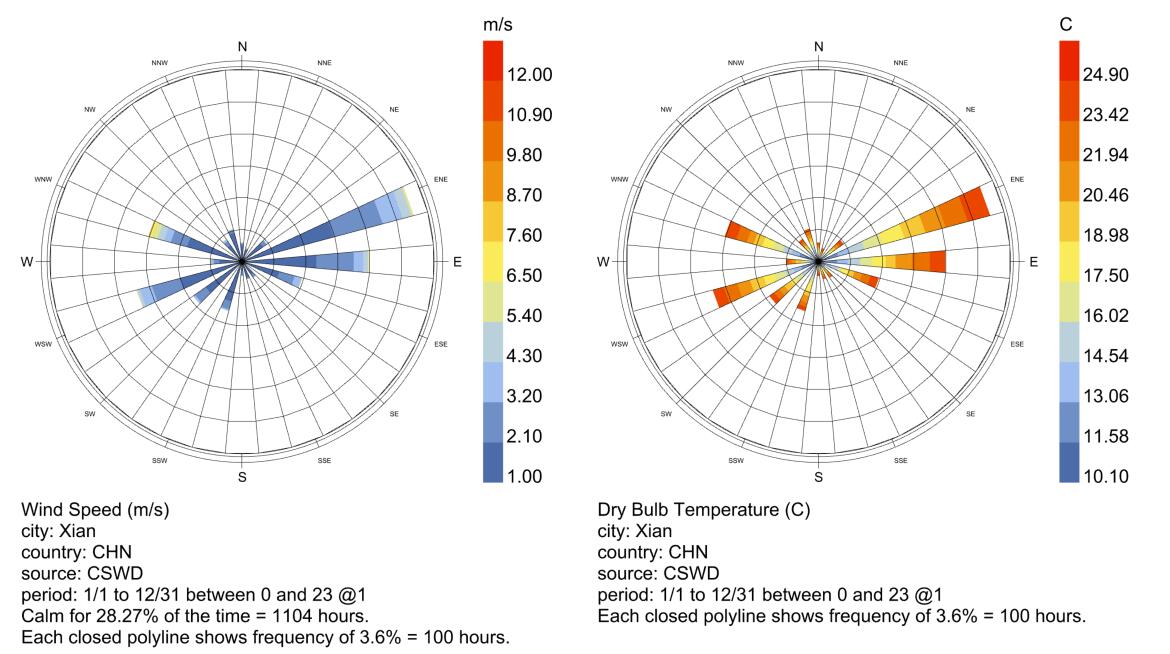 m/s
N
NNE
NE
ENE
E
ESE
SE
SSE
S
SSW
SW
WSW
W
WNW
NW
NNW
12.00
10.90
9.80
8.70
7.60
6.50
5.40
4.30
3.20
2.10
1.00
Wind Speed (m/s)
city: Xian
country: CHN
source: CSWD
period: 1/1 to 12/31 between 0 and 23 @1
Calm for 28.27% of the time = 1104 hours.
Each closed polyline shows frequency of 3.6% = 100 hours.
C
N
NNE
NE
ENE
E
ESE
SE
SSE
S
SSW
SW
WSW
W
WNW
NW
NNW
24.90
23.42
21.94
20.46
18.98
17.50
16.02
14.54
13.06
11.58
10.10
Dry Bulb Temperature (C)
city: Xian
country: CHN
source: CSWD
period: 1/1 to 12/31 between 0 and 23 @1
Each closed polyline shows frequency of 3.6% = 100 hours.